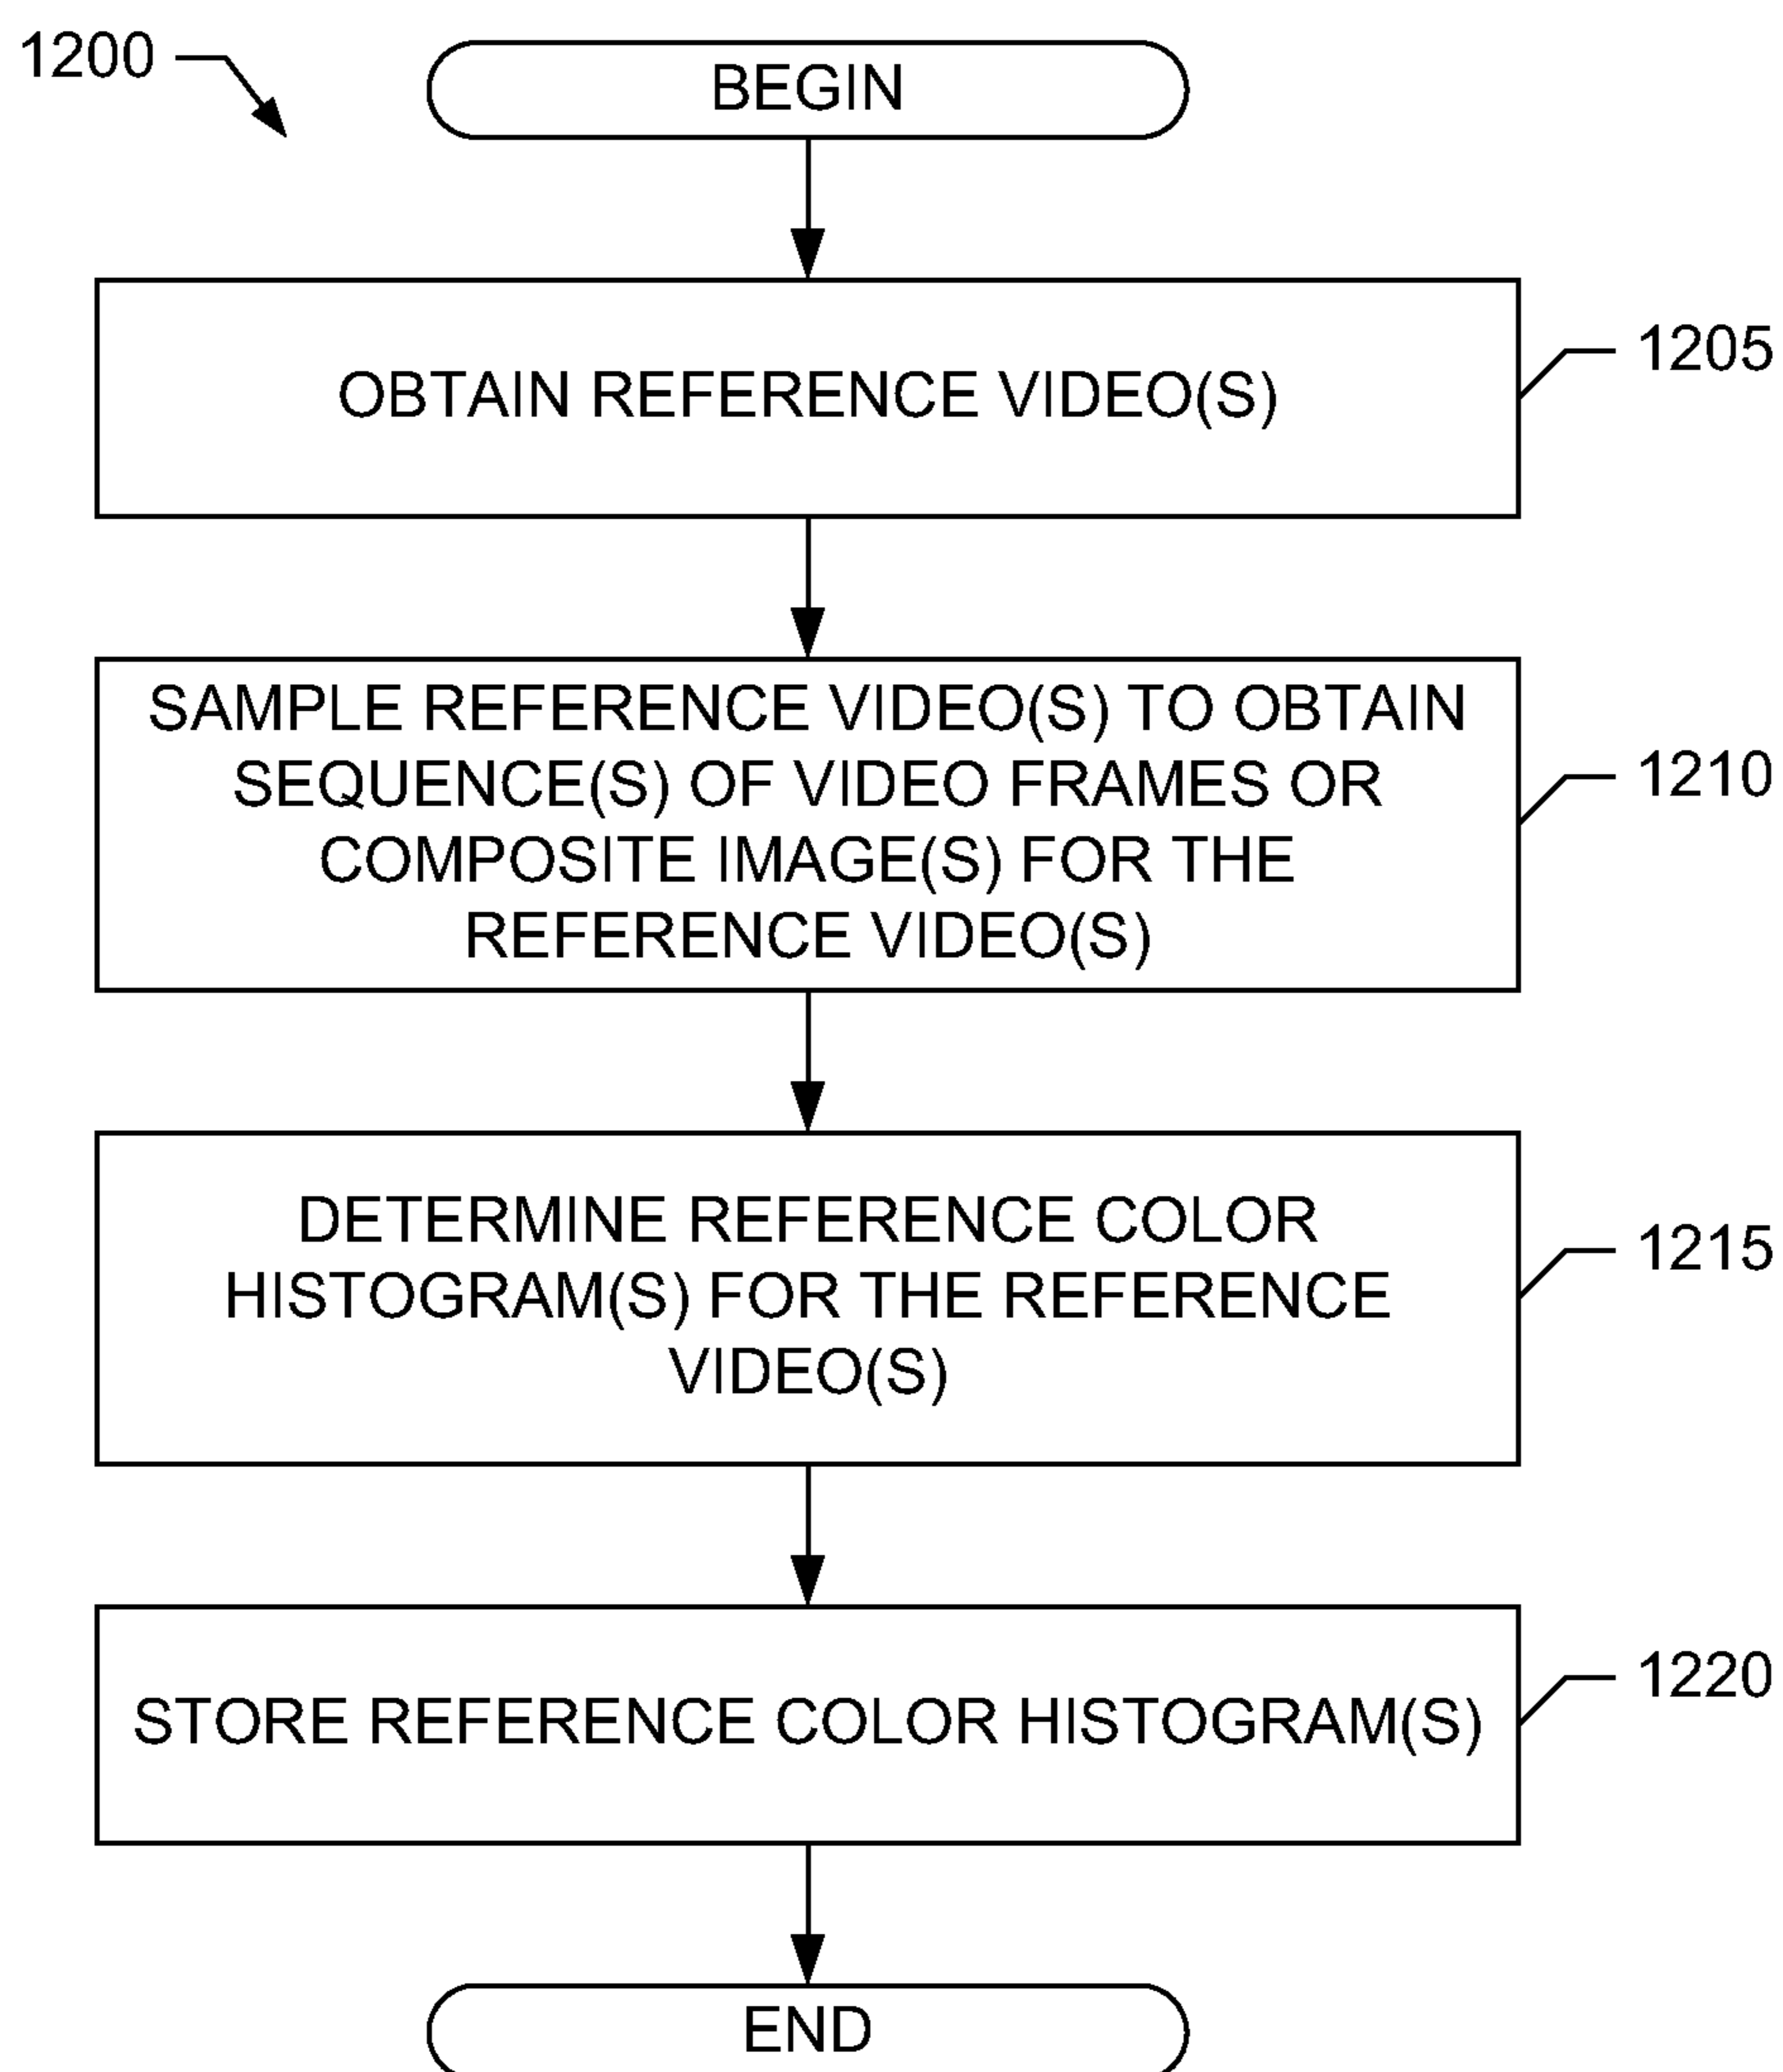 1200
BEGIN
OBTAIN REFERENCE VIDEO(S)
1205
SAMPLE REFERENCE VIDEO(S) TO OBTAIN
SEQUENCE(S) OF VIDEO FRAMES OR
COMPOSITE IMAGE(S) FOR THE
REFERENCE VIDEO(S)
1210
DETERMINE REFERENCE COLOR
HISTOGRAM(S) FOR THE REFERENCE
VIDEO(S)
1215
STORE REFERENCE COLOR HISTOGRAM(S)
1220
END